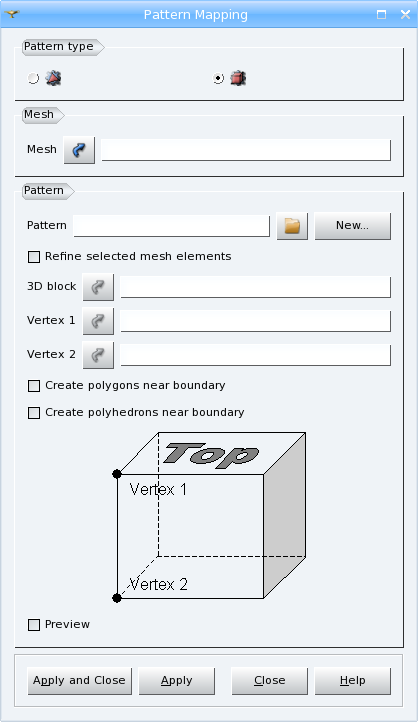 Pattern Mapping
Pattern type
Mesh
Mesh
Pattern
Pattern New...
Refine selected mesh elements
3D block
Vertex 1
Vertex 2
Create polygons near boundary
Create polyhedrons near boundary
Top
Vertex 1
Vertex 2
Preview
Apply and Close Apply Close Help